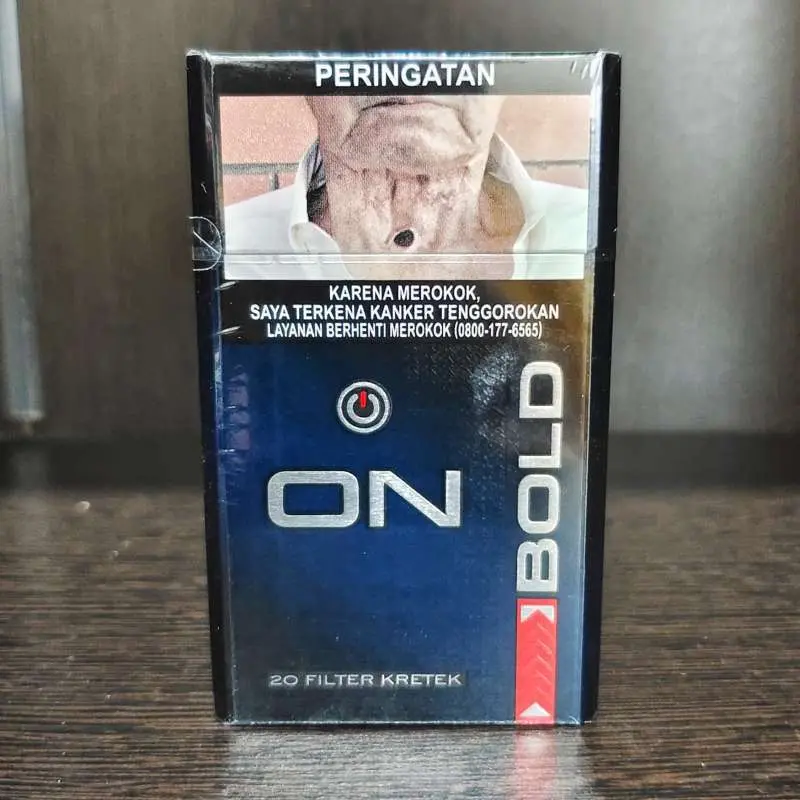 PERINGATAN
KARENA MEROKOK,
SAYA TERKENA KANKER TENGGOROKAN
LAYANAN BERHENTI MEROKOK (0800-177-6565)
ON
BOLD
20 FILTER KRETEK